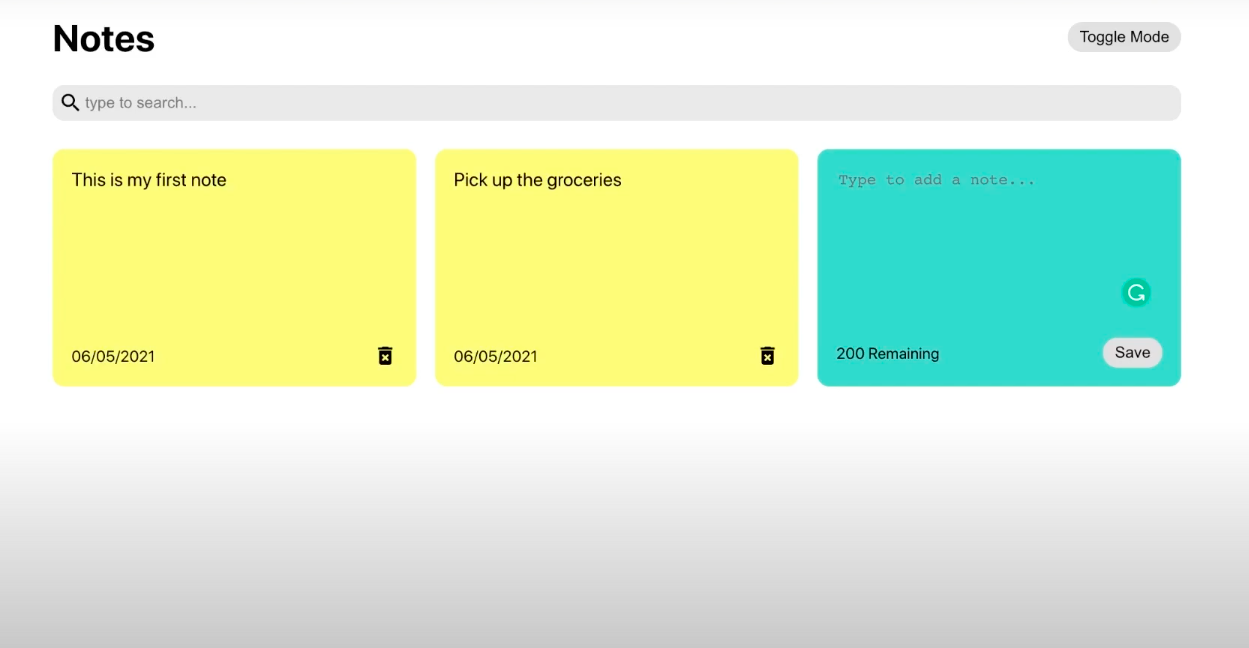 Notes
Toggle Mode
type to search...
This is my first note
Pick up the groceries
Type to add a note...
06/05/2021
06/05/2021
200 Remaining
Save